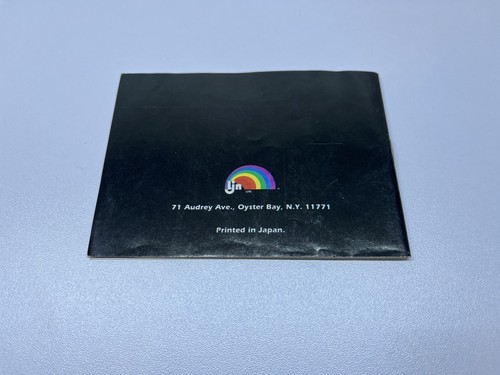 Ljn
71 Audrey Ave., Oyster Bay, N.Y. 11771
Printed in Japan.